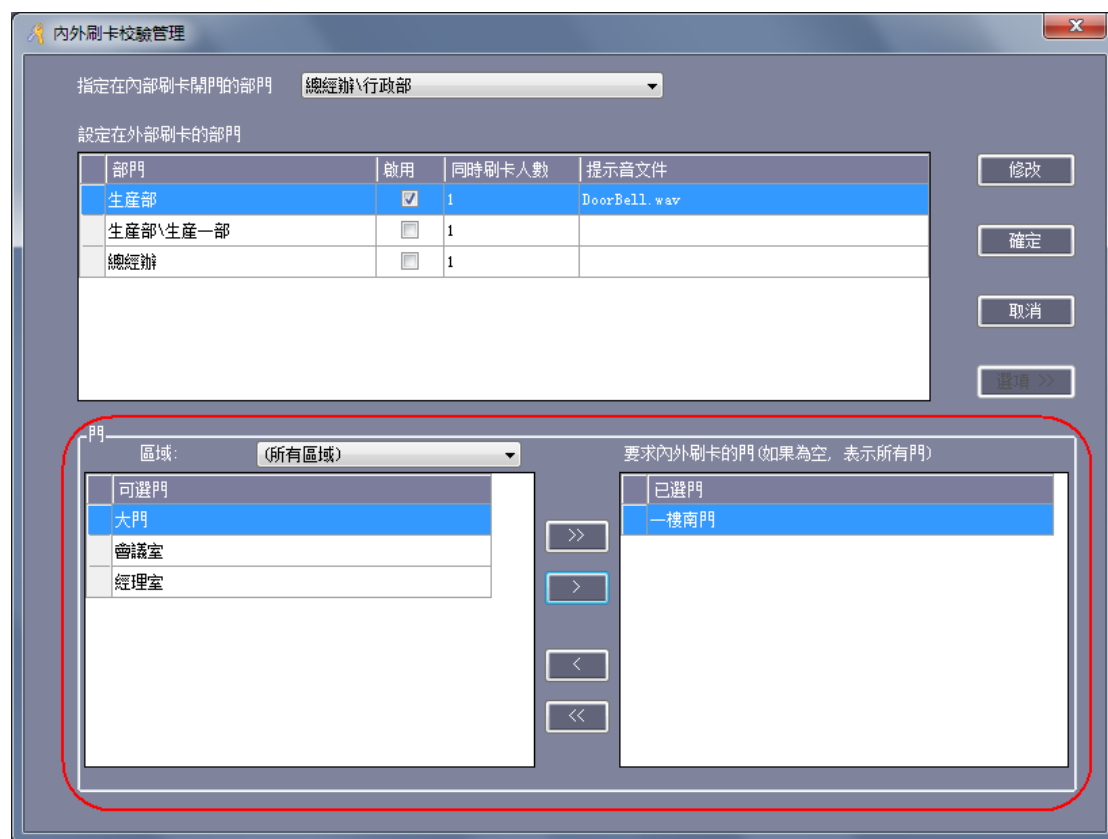 內外刷卡校驗管理
指定在內部刷卡開門的部門 總經辦\行政部
設定在外部刷卡的部門
部門 啟用 同時刷卡人數 提示音文件
生産部 1 DoorBell.wav
生産部\生産一部 1
總經辦 1
修改
確定
取消
選項 >>
門
區域: (所有區域)
要求內外刷卡的門(如果為空, 表示所有門)
可選門
大門
會議室
經理室
>>
>
<
<<
已選門
一樓南門